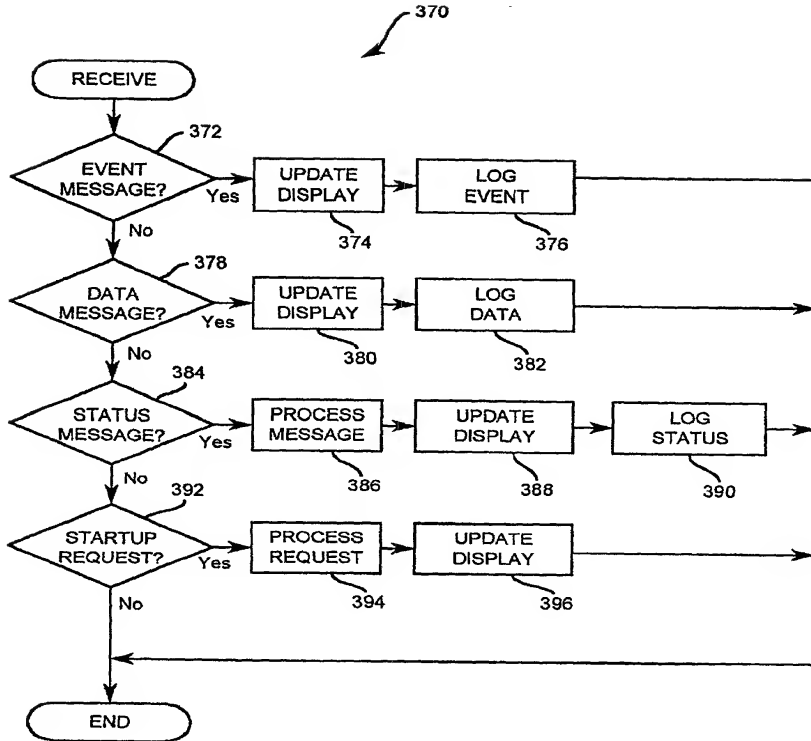 370
RECEIVE
372
EVENT
MESSAGE?
Yes
No
UPDATE
DISPLAY
374
LOG
EVENT
376
378
DATA
MESSAGE?
Yes
No
UPDATE
DISPLAY
380
LOG
DATA
382
384
STATUS
MESSAGE?
Yes
No
PROCESS
MESSAGE
386
UPDATE
DISPLAY
388
LOG
STATUS
390
392
STARTUP
REQUEST?
Yes
No
PROCESS
REQUEST
394
UPDATE
DISPLAY
396
END